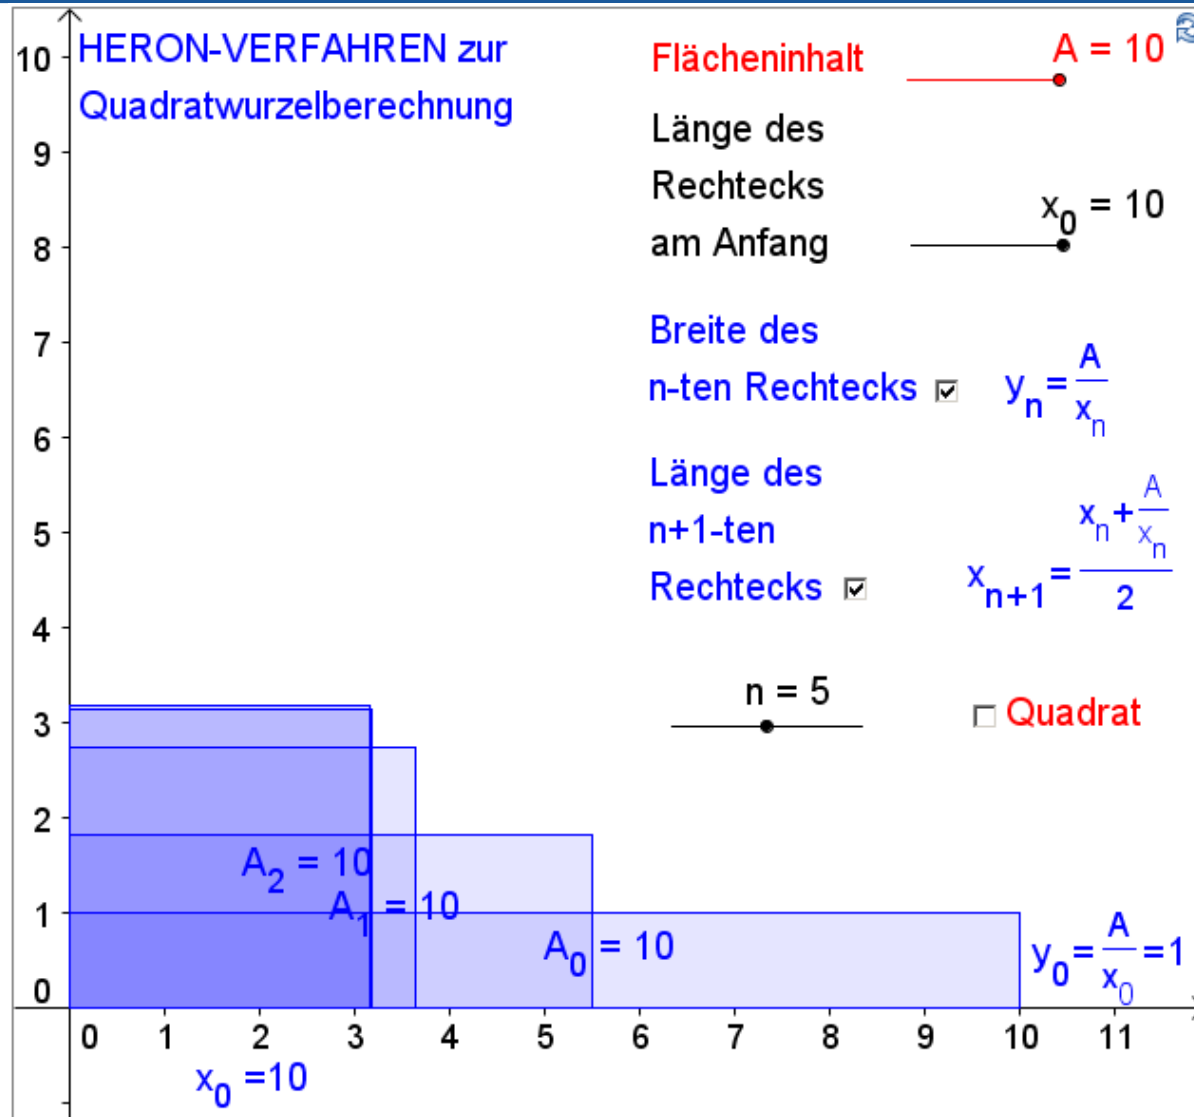 HERON-VERFAHREN zur
Quadratwurzelberechnung
Flächeninhalt
A = 10
Länge des
Rechtecks
am Anfang
x₀ = 10
Breite des
n-ten Rechtecks
yₙ = A/xₙ
Länge des
n+1-ten
Rechtecks
xₙ₊₁ = (xₙ + A/xₙ)/2
n = 5
Quadrat
10
9
8
7
6
5
4
3
2
1
0
A₂ = 10
A₁ = 10
A₀ = 10
y₀ = A/x₀ = 1
0 1 2 3 4 5 6 7 8 9 10 11
x₀ =10